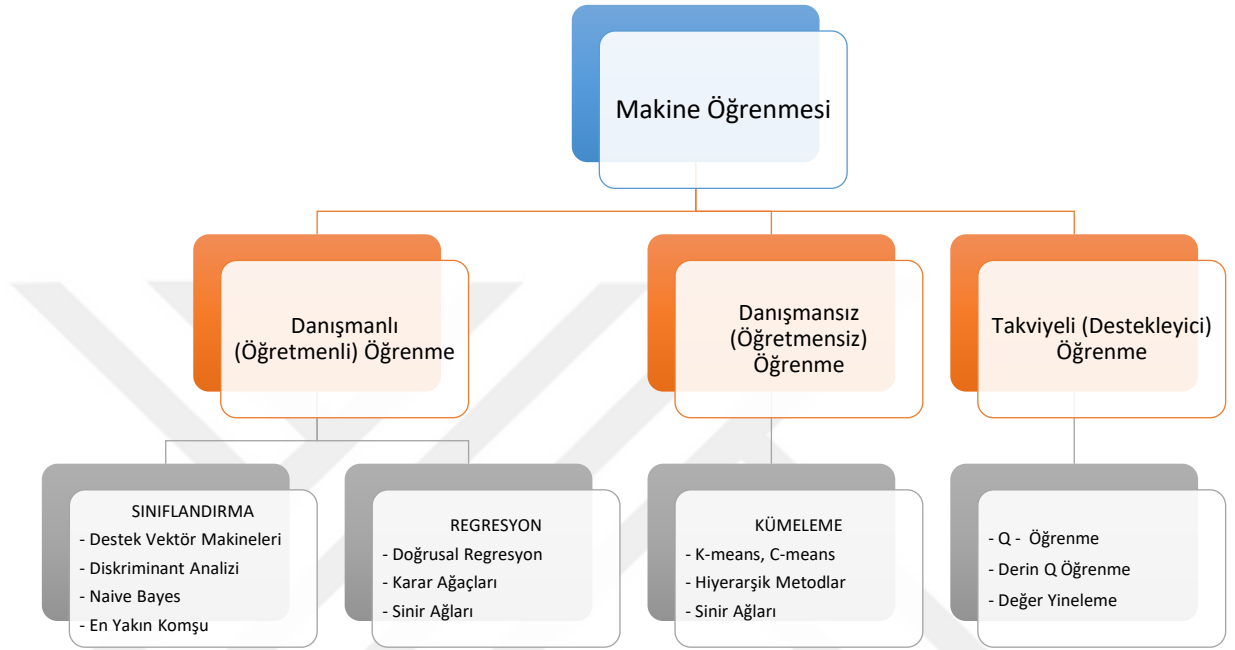 Makine Öğrenmesi
Danışmanlı
(Öğretmenli) Öğrenme
Danışmansız
(Öğretmensiz)
Öğrenme
Takviyeli (Destekleyici)
Öğrenme
SINIFLANDIRMA
- Destek Vektör Makineleri
- Diskriminant Analizi
- Naive Bayes
- En Yakın Komşu
REGRESYON
- Doğrusal Regresyon
- Karar Ağaçları
- Sinir Ağları
KÜMELEME
- K-means, C-means
- Hiyerarşik Metodlar
- Sinir Ağları
- Q - Öğrenme
- Derin Q Öğrenme
- Değer Yineleme